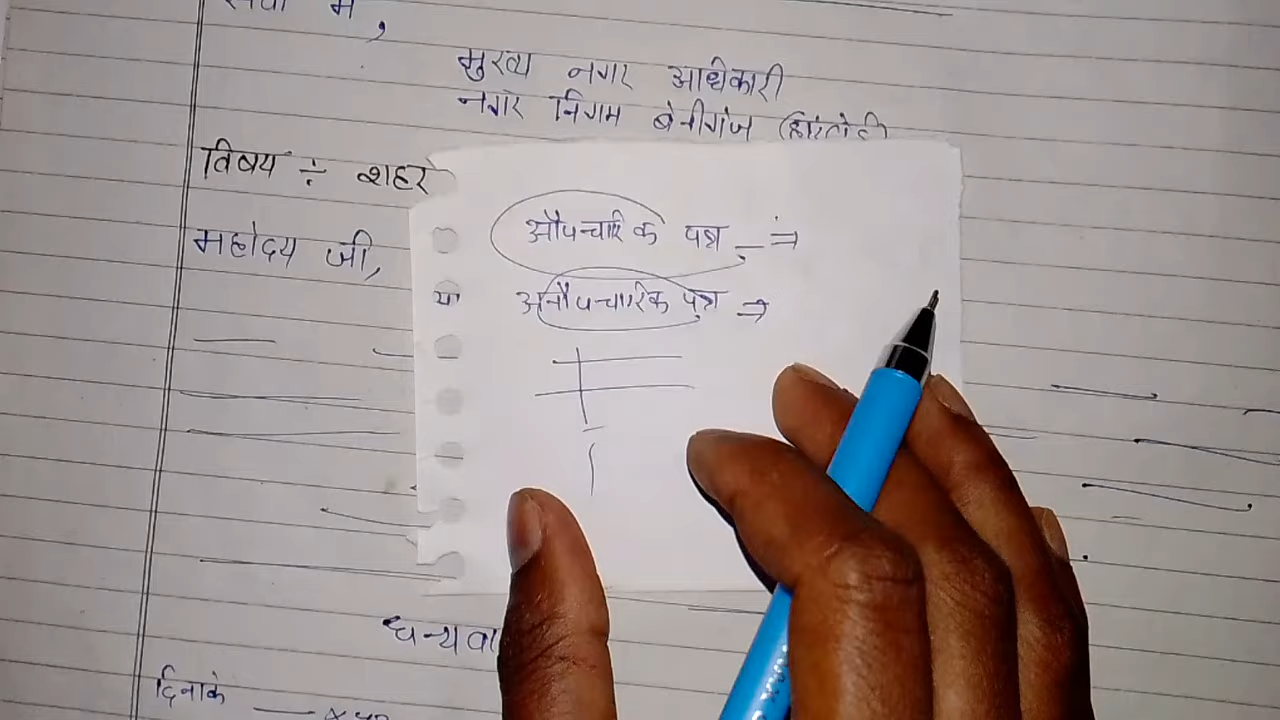 सेवा में,
मुख्य नगर अधिकारी
नगर निगम बेनीगंज
विषय ÷ शहर
औपचारिक पत्र _ ⇒
महोदय जी,
या अनौपचारिक पत्र ⇒
धन्यवा
दिनांक